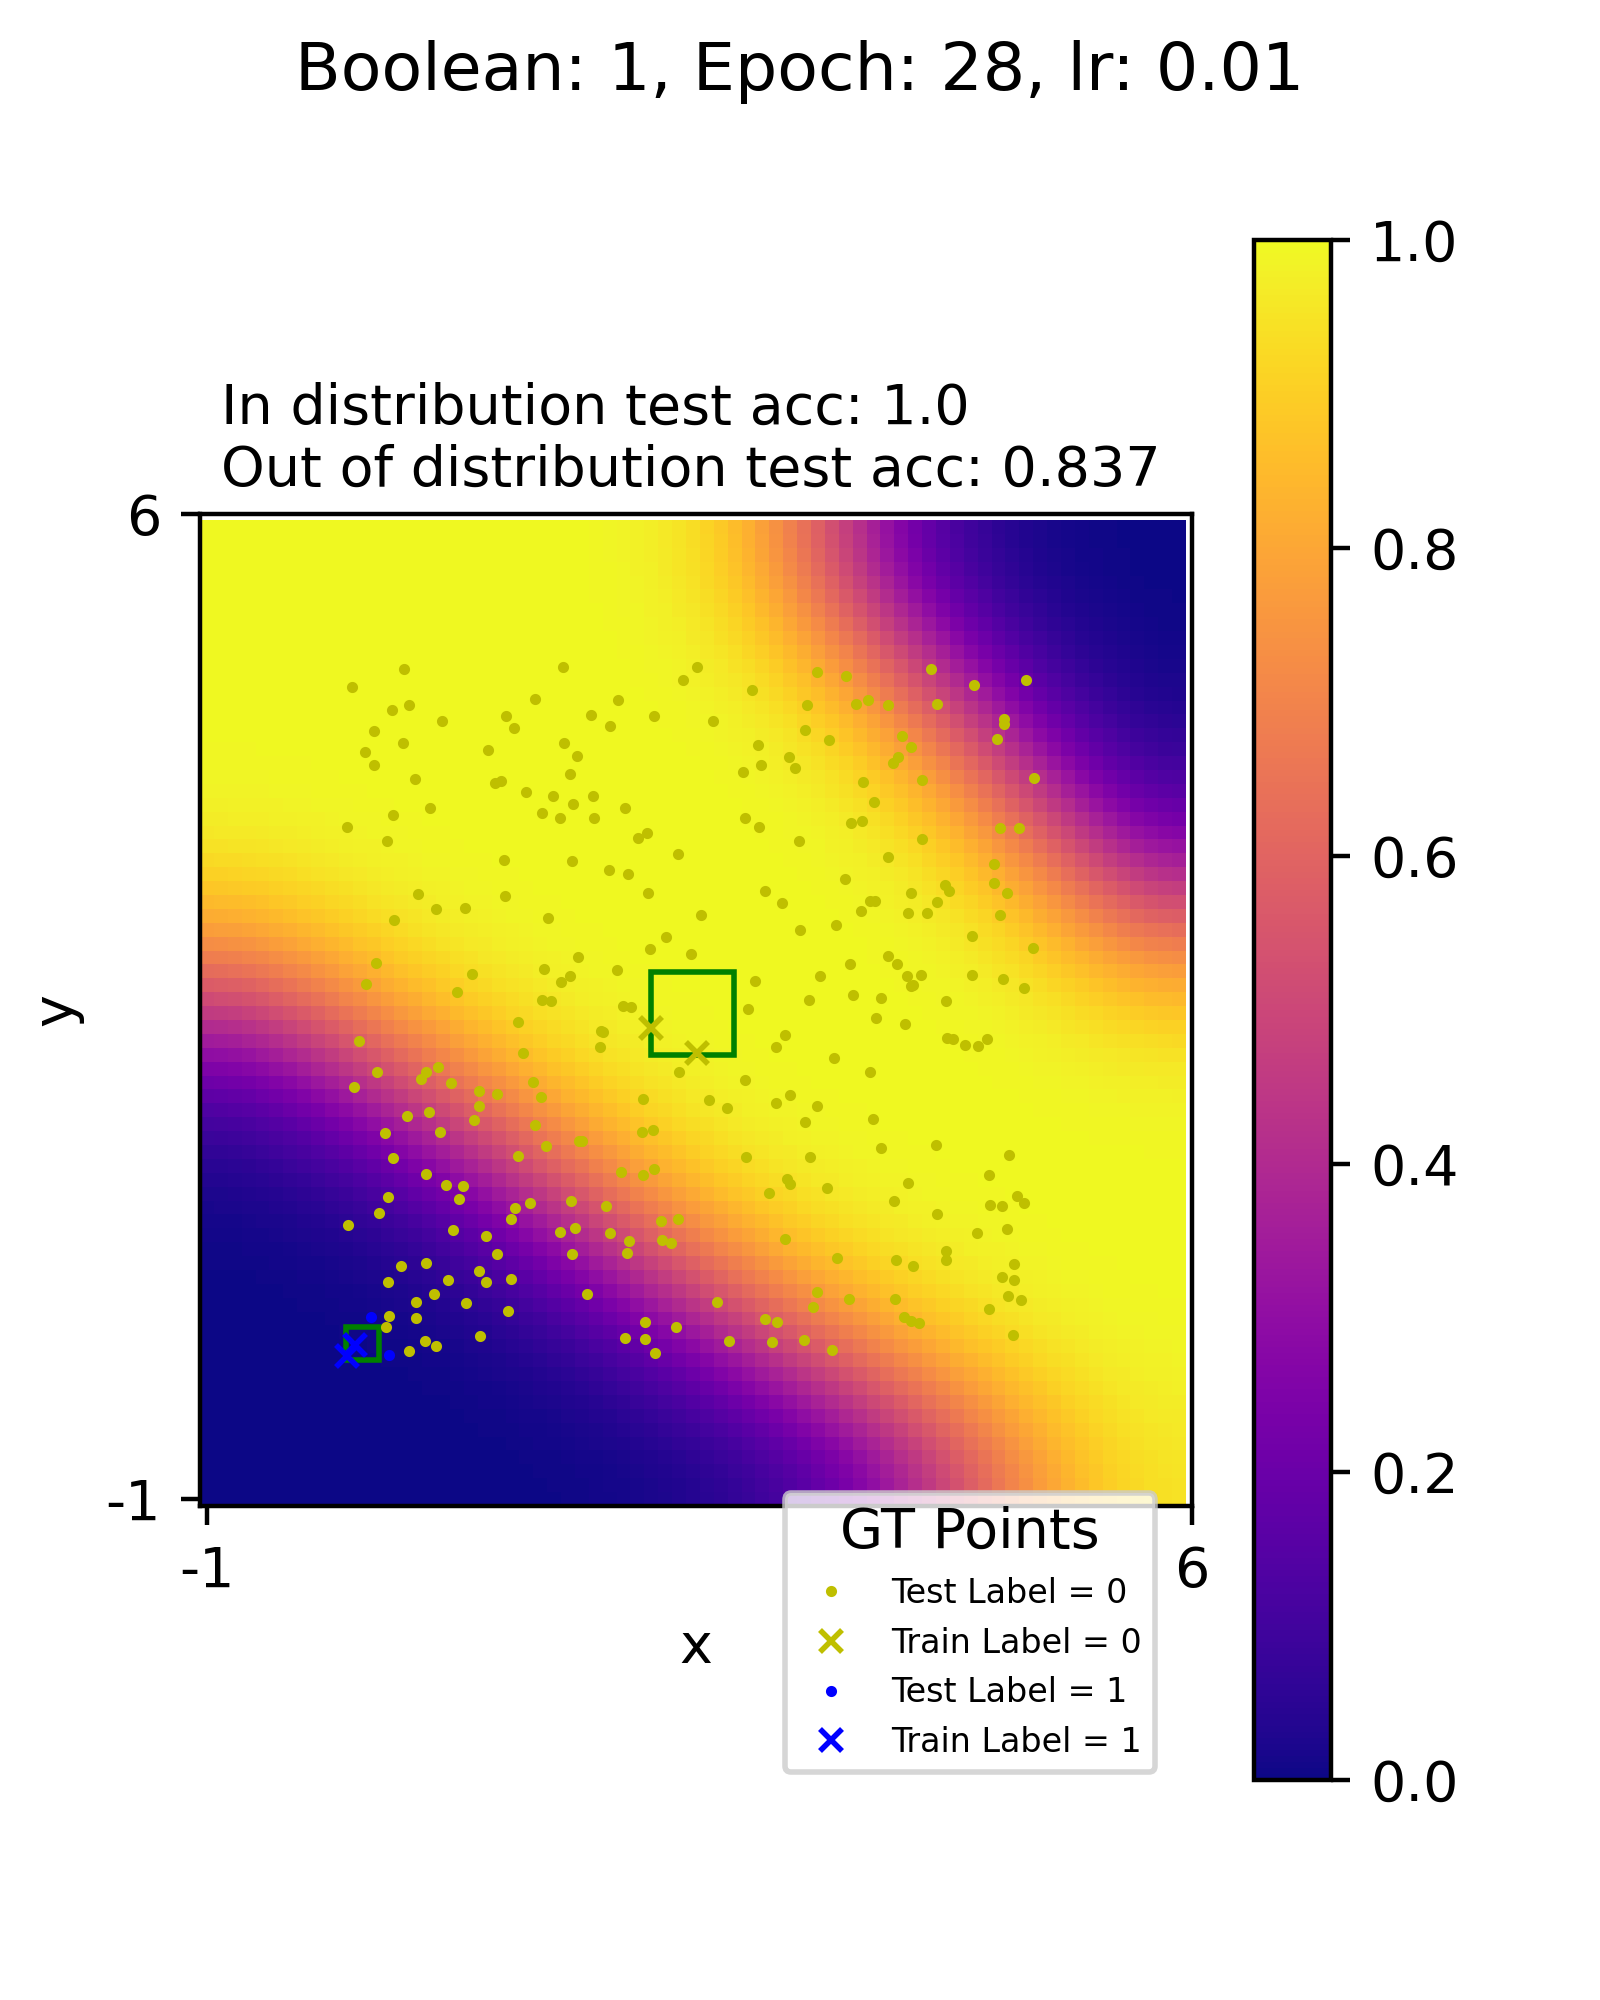 Boolean: 1, Epoch: 28, lr: 0.01
In distribution test acc: 1.0
Out of distribution test acc: 0.837
6
y
-1
-1
6
x
1.0
0.8
0.6
0.4
0.2
0.0
GT Points
Test Label = 0
Train Label = 0
Test Label = 1
Train Label = 1